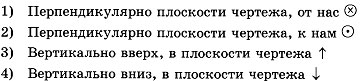 1) Перпендикулярно плоскости чертежа, от нас ⊗
2) Перпендикулярно плоскости чертежа, к нам ⊙
3) Вертикально вверх, в плоскости чертежа ↑
4) Вертикально вниз, в плоскости чертежа ↓